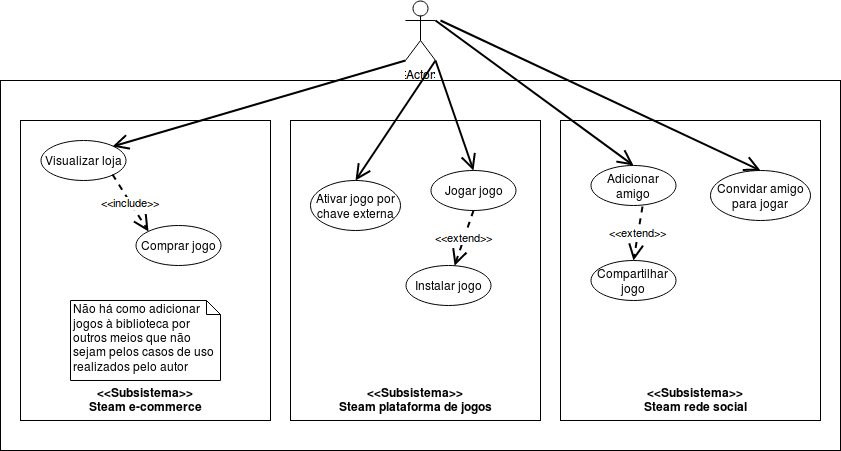 Actor
Visualizar loja
<<include>>
Comprar jogo
Não há como adicionar
jogos à biblioteca por
outros meios que não
sejam pelos casos de uso
realizados pelo autor
<<Subsistema>>
Steam e-commerce
Ativar jogo por
chave externa
Jogar jogo
<<extend>>
Instalar jogo
<<Subsistema>>
Steam plataforma de jogos
Adicionar
amigo
Convidar amigo
para jogar
<<extend>>
Compartilhar
jogo
<<Subsistema>>
Steam rede social